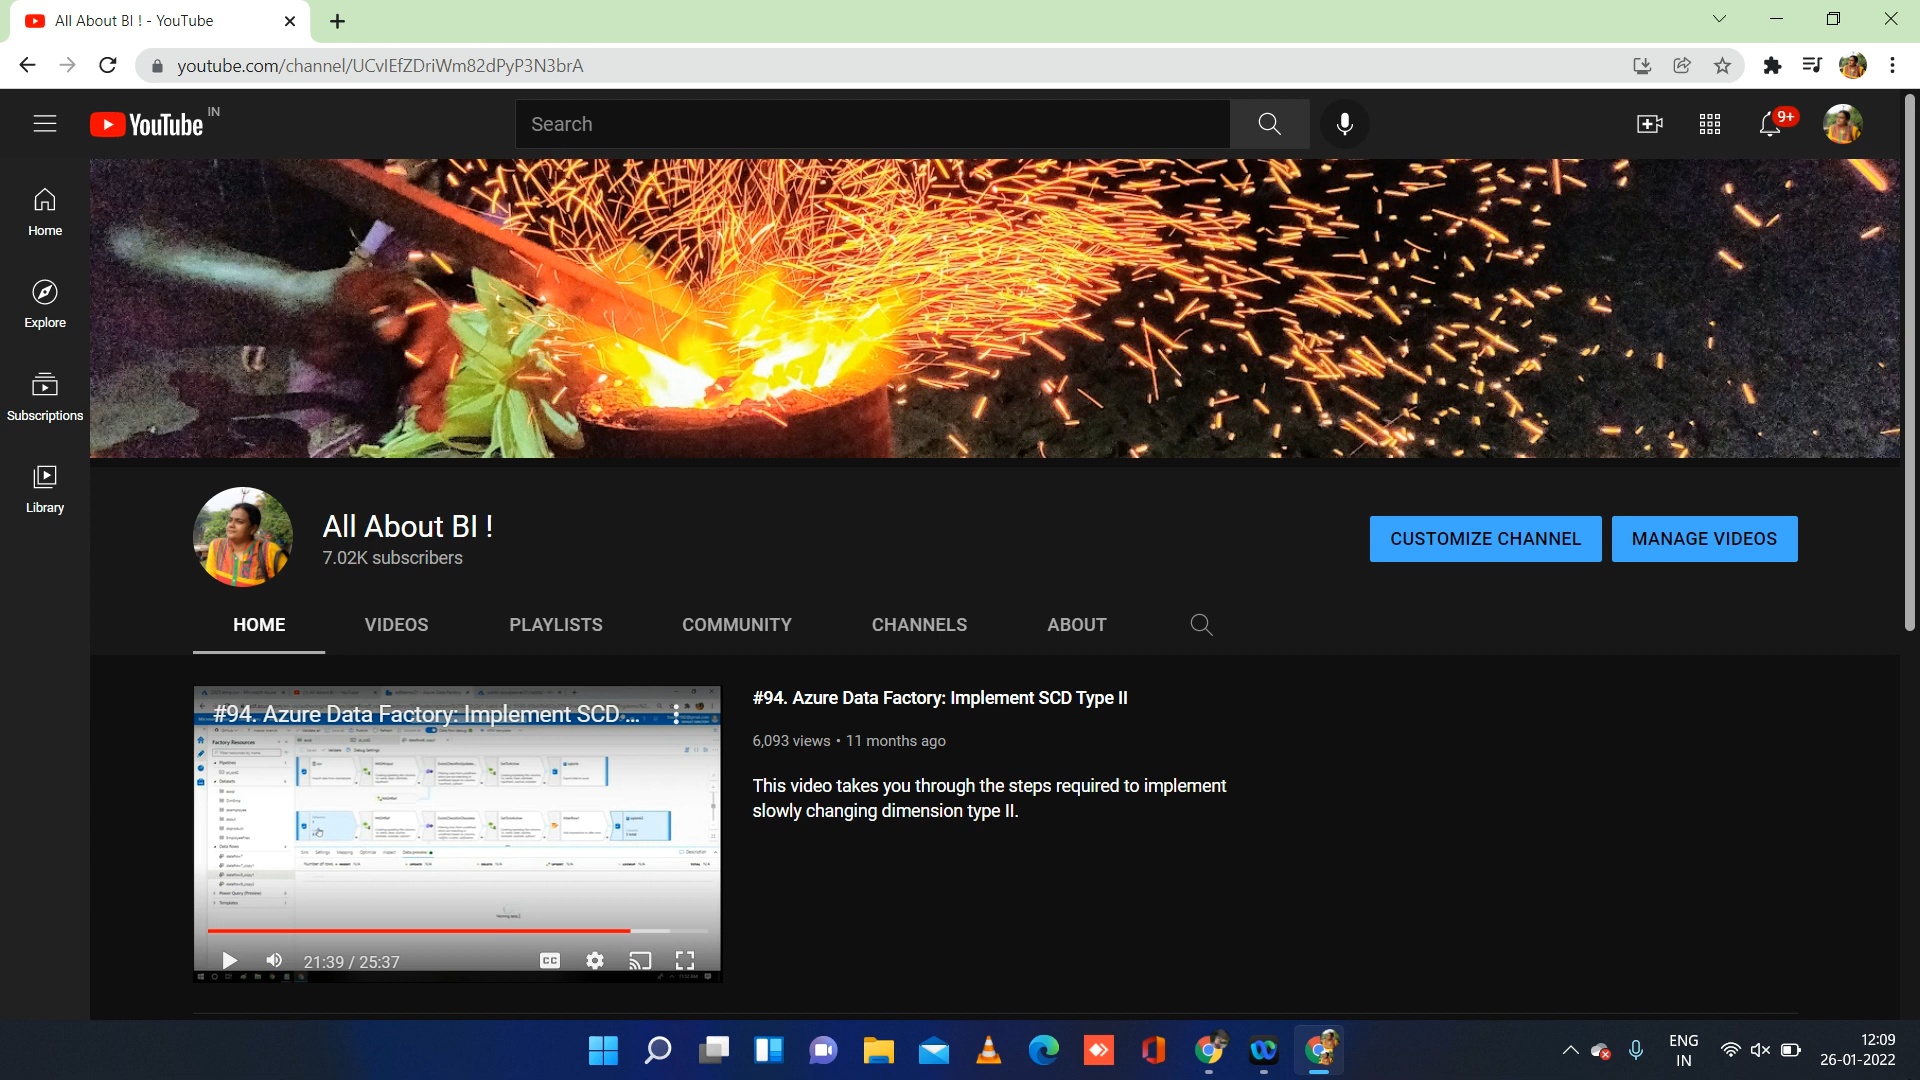 All About BI ! - YouTube
youtube.com/channel/UCvIEfZDriWm82dPyP3N3brA
YouTube IN
Search
9+
Home
Explore
Subscriptions
Library
All About BI !
7.02K subscribers
CUSTOMIZE CHANNEL
MANAGE VIDEOS
HOME
VIDEOS
PLAYLISTS
COMMUNITY
CHANNELS
ABOUT
#94. Azure Data Factory: Implement SCD ...
Factory Resources
21:39 / 25:37
CC
#94. Azure Data Factory: Implement SCD Type II
6,093 views • 11 months ago
This video takes you through the steps required to implement
slowly changing dimension type II.
ENG
IN
12:09
26-01-2022